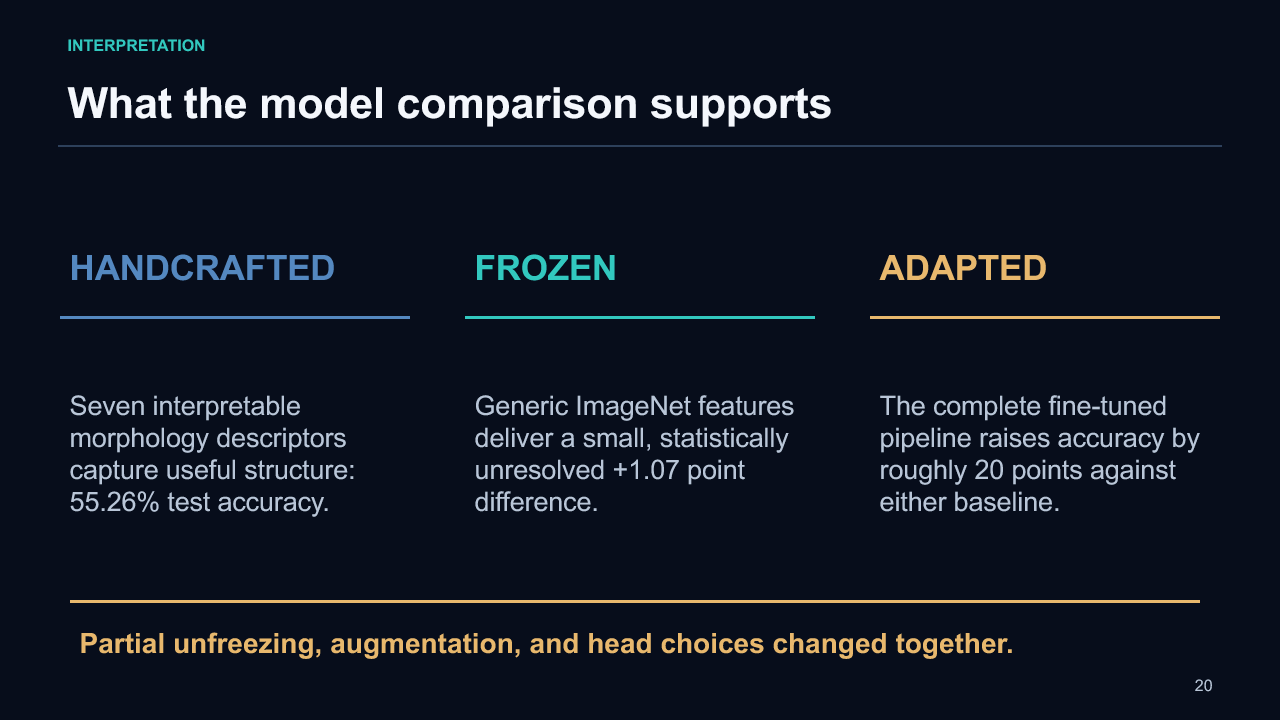 INTERPRETATION
What the model comparison supports
HANDCRAFTED
Seven interpretable
morphology descriptors
capture useful structure:
55.26% test accuracy.
FROZEN
Generic ImageNet features
deliver a small, statistically
unresolved +1.07 point
difference.
ADAPTED
The complete fine-tuned
pipeline raises accuracy by
roughly 20 points against
either baseline.
Partial unfreezing, augmentation, and head choices changed together.
20